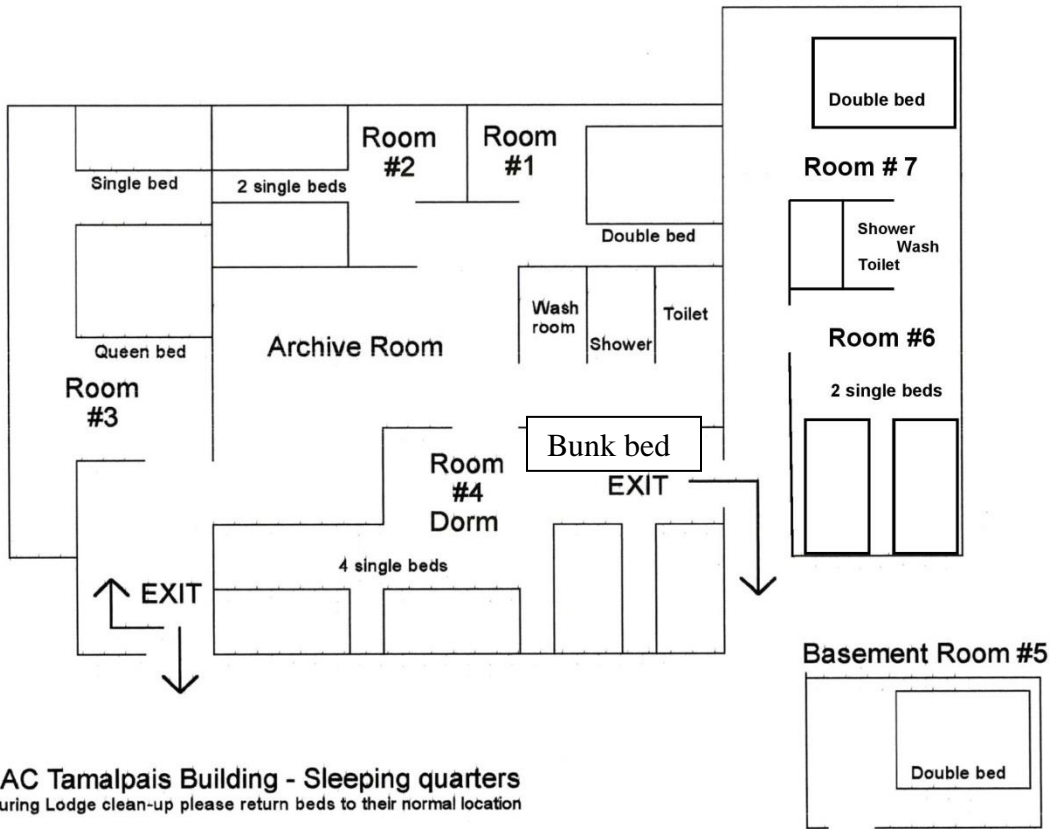 Double bed
Room
#2
Room
#1
Room # 7
Single bed
2 single beds
Double bed
Shower
Wash
Toilet
Wash
room
Shower
Toilet
Queen bed
Archive Room
Room #6
Room
#3
2 single beds
Bunk bed
Room
#4
Dorm
EXIT
4 single beds
EXIT
Basement Room #5
Double bed
AC Tamalpais Building - Sleeping quarters
uring Lodge clean-up please return beds to their normal location